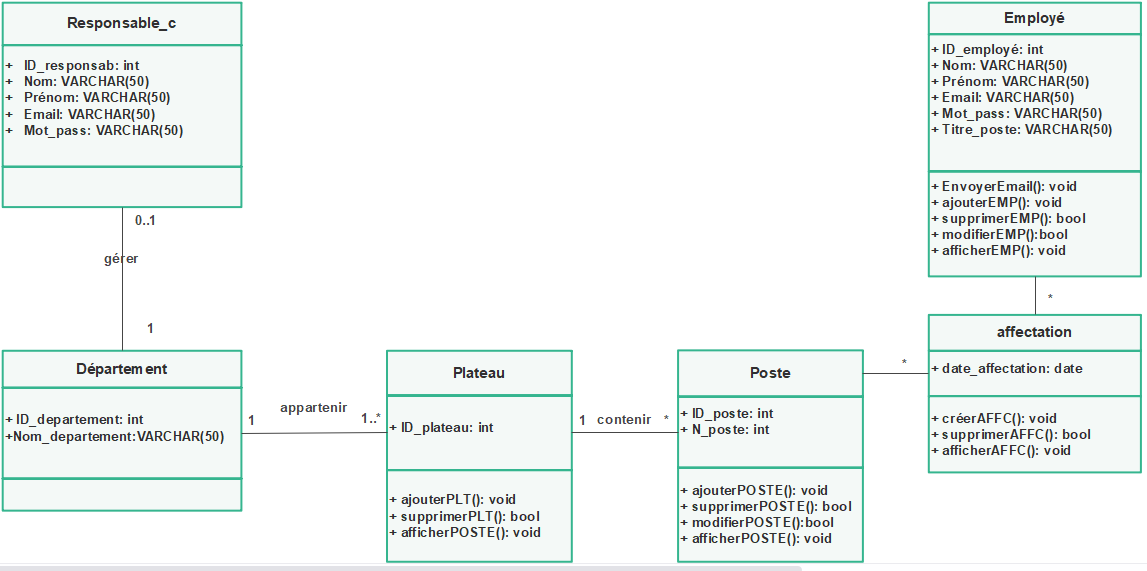 Responsable_c
+ ID_responsab: int
+ Nom: VARCHAR(50)
+ Prénom: VARCHAR(50)
+ Email: VARCHAR(50)
+ Mot_pass: VARCHAR(50)
0..1
gérer
1
Département
+ ID_departement: int
+Nom_departement:VARCHAR(50)
1
appartenir
1..*
Plateau
+ ID_plateau: int
+ ajouterPLT(): void
+ supprimerPLT(): bool
+ afficherPOSTE(): void
1
contenir
*
Poste
+ ID_poste: int
+ N_poste: int
+ ajouterPOSTE(): void
+ supprimerPOSTE(): bool
+ modifierPOSTE():bool
+ afficherPOSTE(): void
*
Employé
+ ID_employé: int
+ Nom: VARCHAR(50)
+ Prénom: VARCHAR(50)
+ Email: VARCHAR(50)
+ Mot_pass: VARCHAR(50)
+ Titre_poste: VARCHAR(50)
+ EnvoyerEmail(): void
+ ajouterEMP(): void
+ supprimerEMP(): bool
+ modifierEMP():bool
+ afficherEMP(): void
*
affectation
+ date_affectation: date
+ créerAFFC(): void
+ supprimerAFFC(): bool
+ afficherAFFC(): void